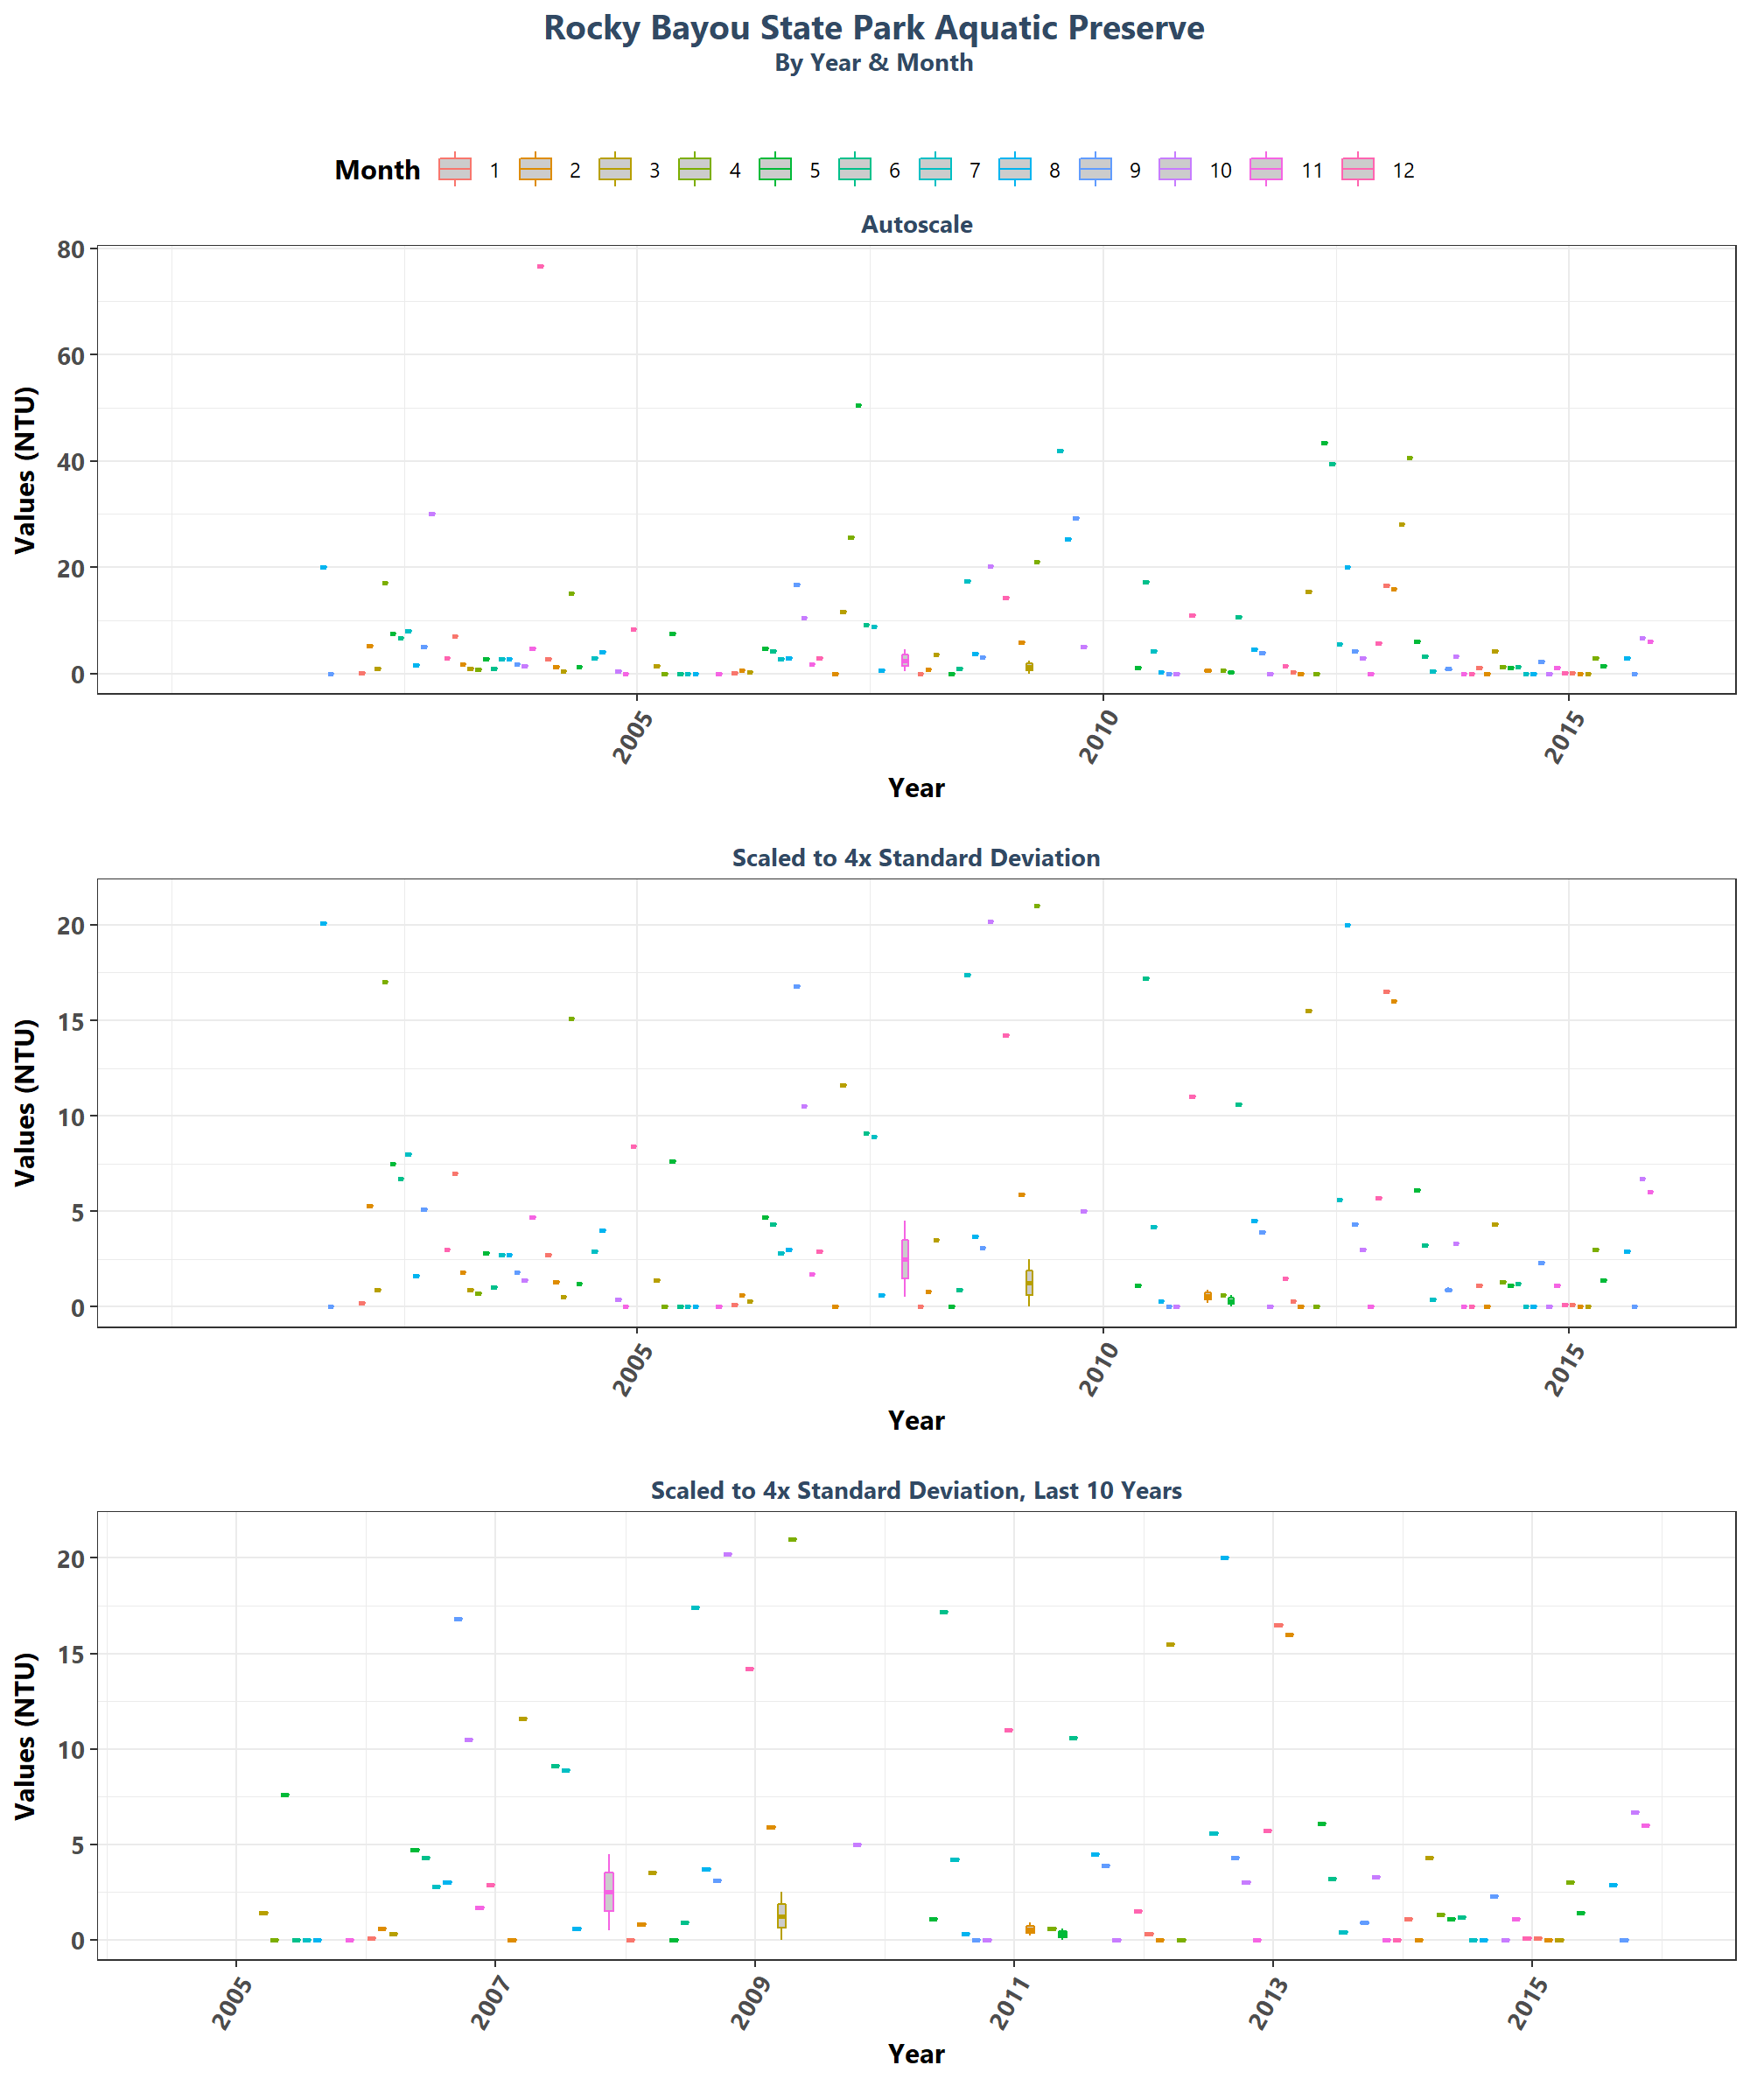 Rocky Bayou State Park Aquatic Preserve
By Year & Month
Month 1 2 3 4 5 6 7 8 9 10 11 12
Autoscale
Values (NTU)
80
60
40
20
0
2005 2010 2015
Year
Scaled to 4x Standard Deviation
Values (NTU)
20
15
10
5
0
2005 2010 2015
Year
Scaled to 4x Standard Deviation, Last 10 Years
Values (NTU)
20
15
10
5
0
2005 2007 2009 2011 2013 2015
Year